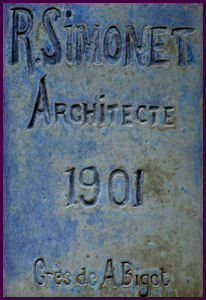 R. SIMONET
ARCHITECTE
1901
Grès de A Bigot